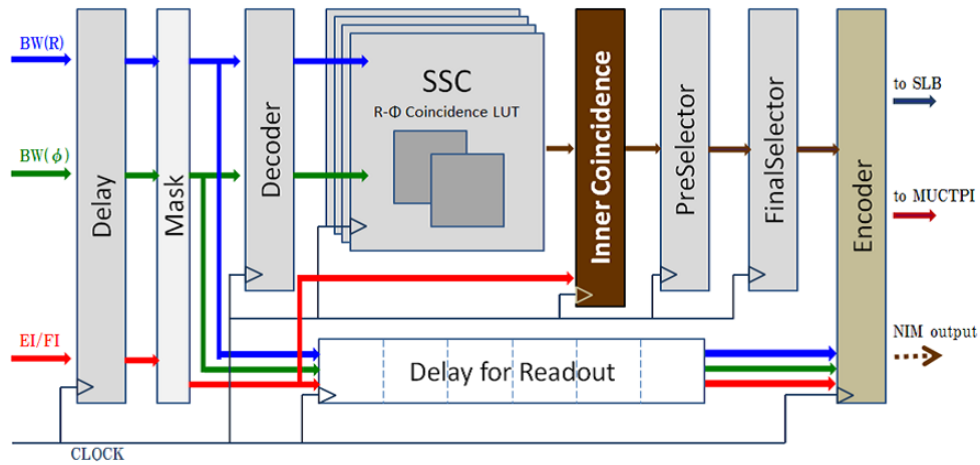 BW(R)
BW(ϕ)
EI/FI
Delay
Mask
Decoder
SSC
R-Φ Coincidence LUT
Inner Coincidence
PreSelector
FinalSelector
Encoder
to SLB
to MUCTPI
NIM output
Delay for Readout
CLOCK